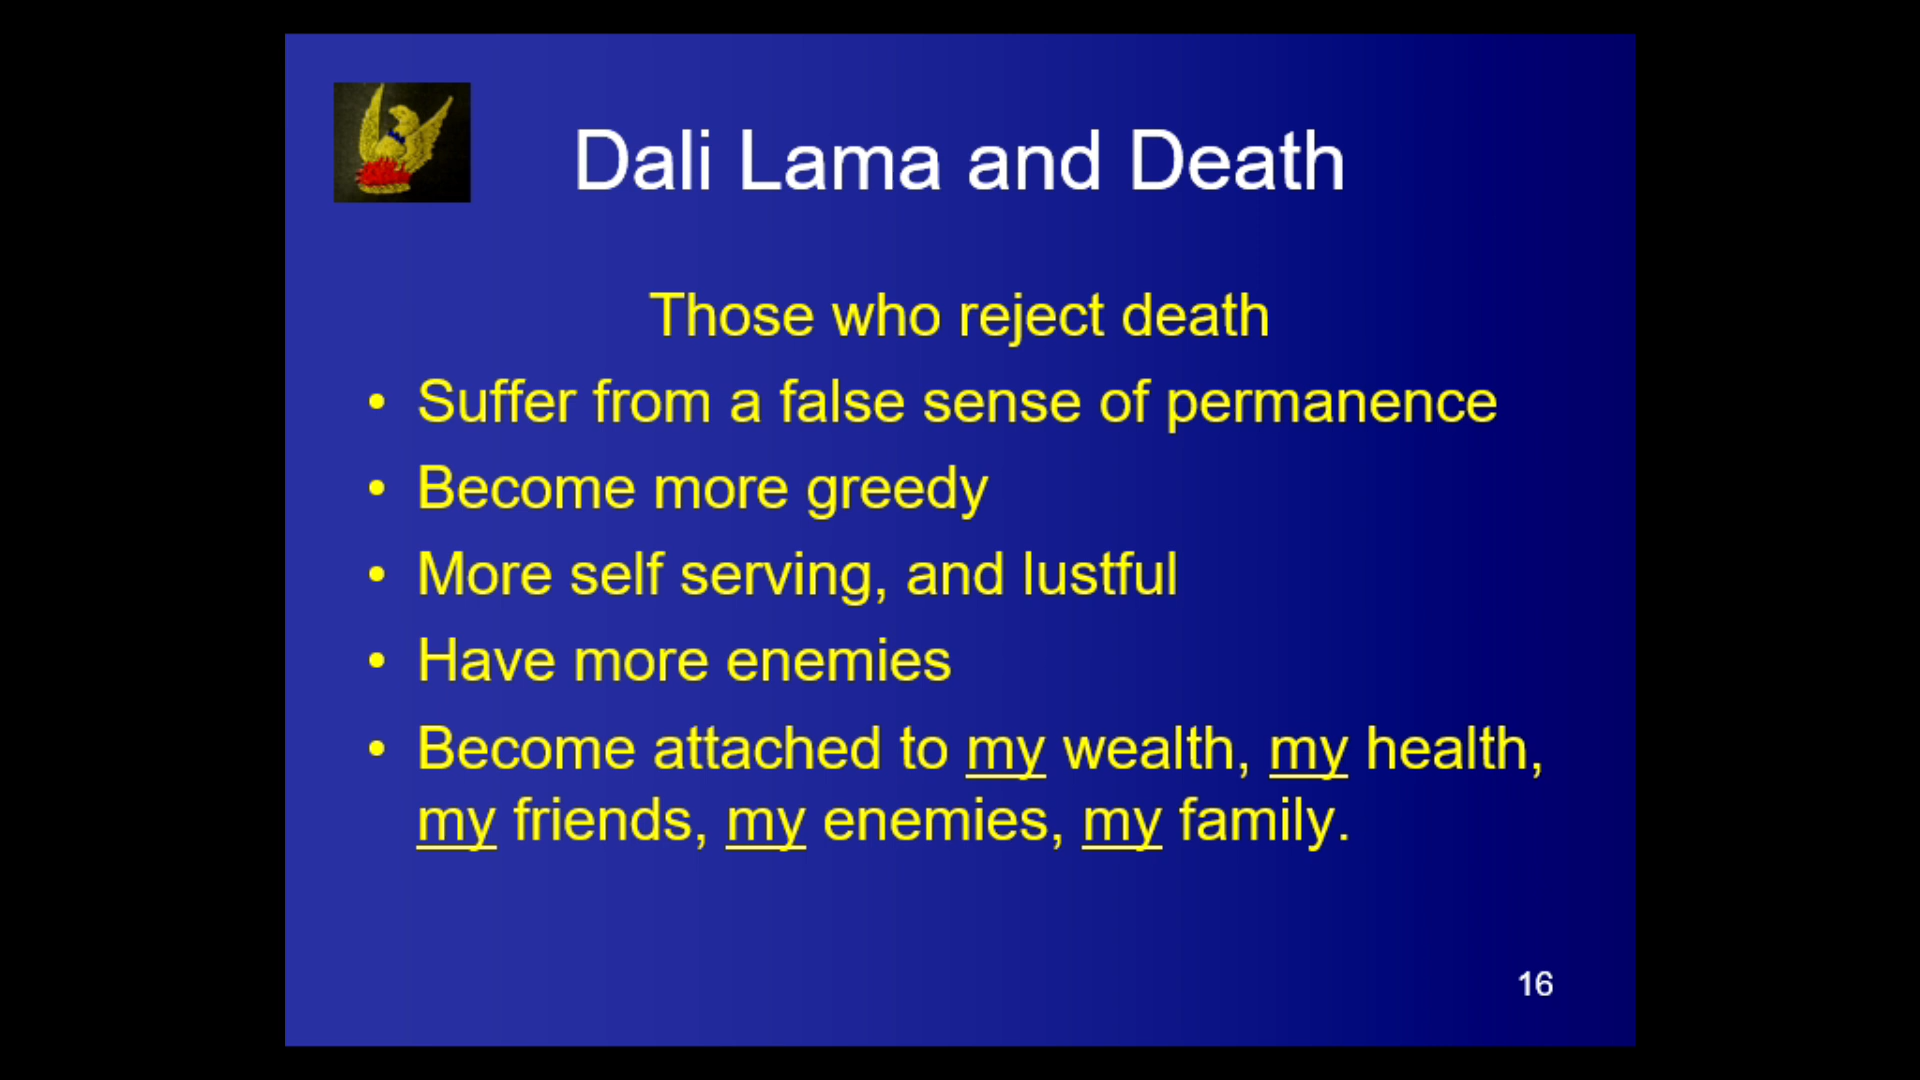 Dali Lama and Death
Those who reject death
• Suffer from a false sense of permanence
• Become more greedy
• More self serving, and lustful
• Have more enemies
• Become attached to my wealth, my health,
my friends, my enemies, my family.
16